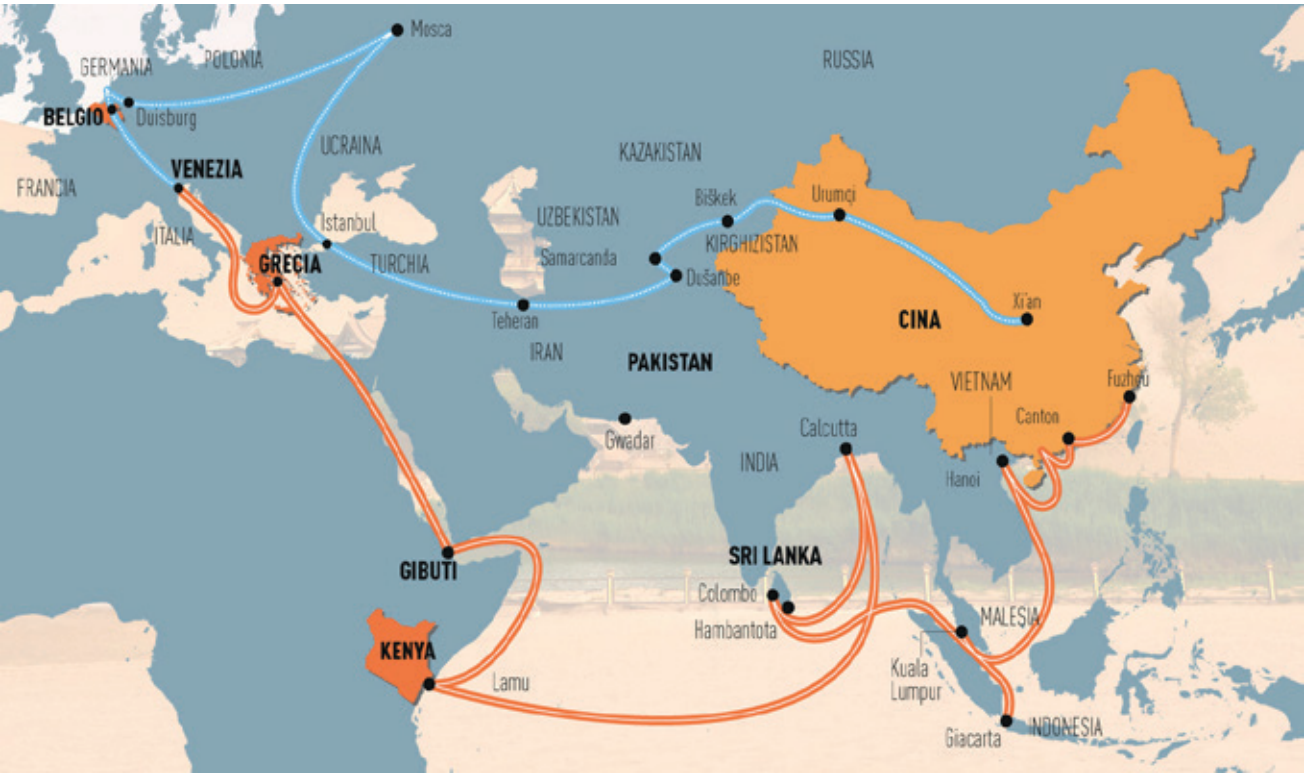 Mosca
GERMANIA
POLONIA
RUSSIA
BELGIO
Duisburg
UCRAINA
KAZAKISTAN
VENEZIA
FRANCIA
Biškek
Urumçi
Istanbul
UZBEKISTAN
ITALIA
KIRGHIZISTAN
GRECIA
TURCHIA
Samarcanda
Dušanbe
Xi'an
Teheran
CINA
IRAN
PAKISTAN
VIETNAM
Fuzhou
Canton
Calcutta
Gwadar
INDIA
Hanoi
SRI LANKA
GIBUTI
Colombo
MALESIA
Hambantota
KENYA
Lamu
Kuala
Lumpur
Giacarta
INDONESIA